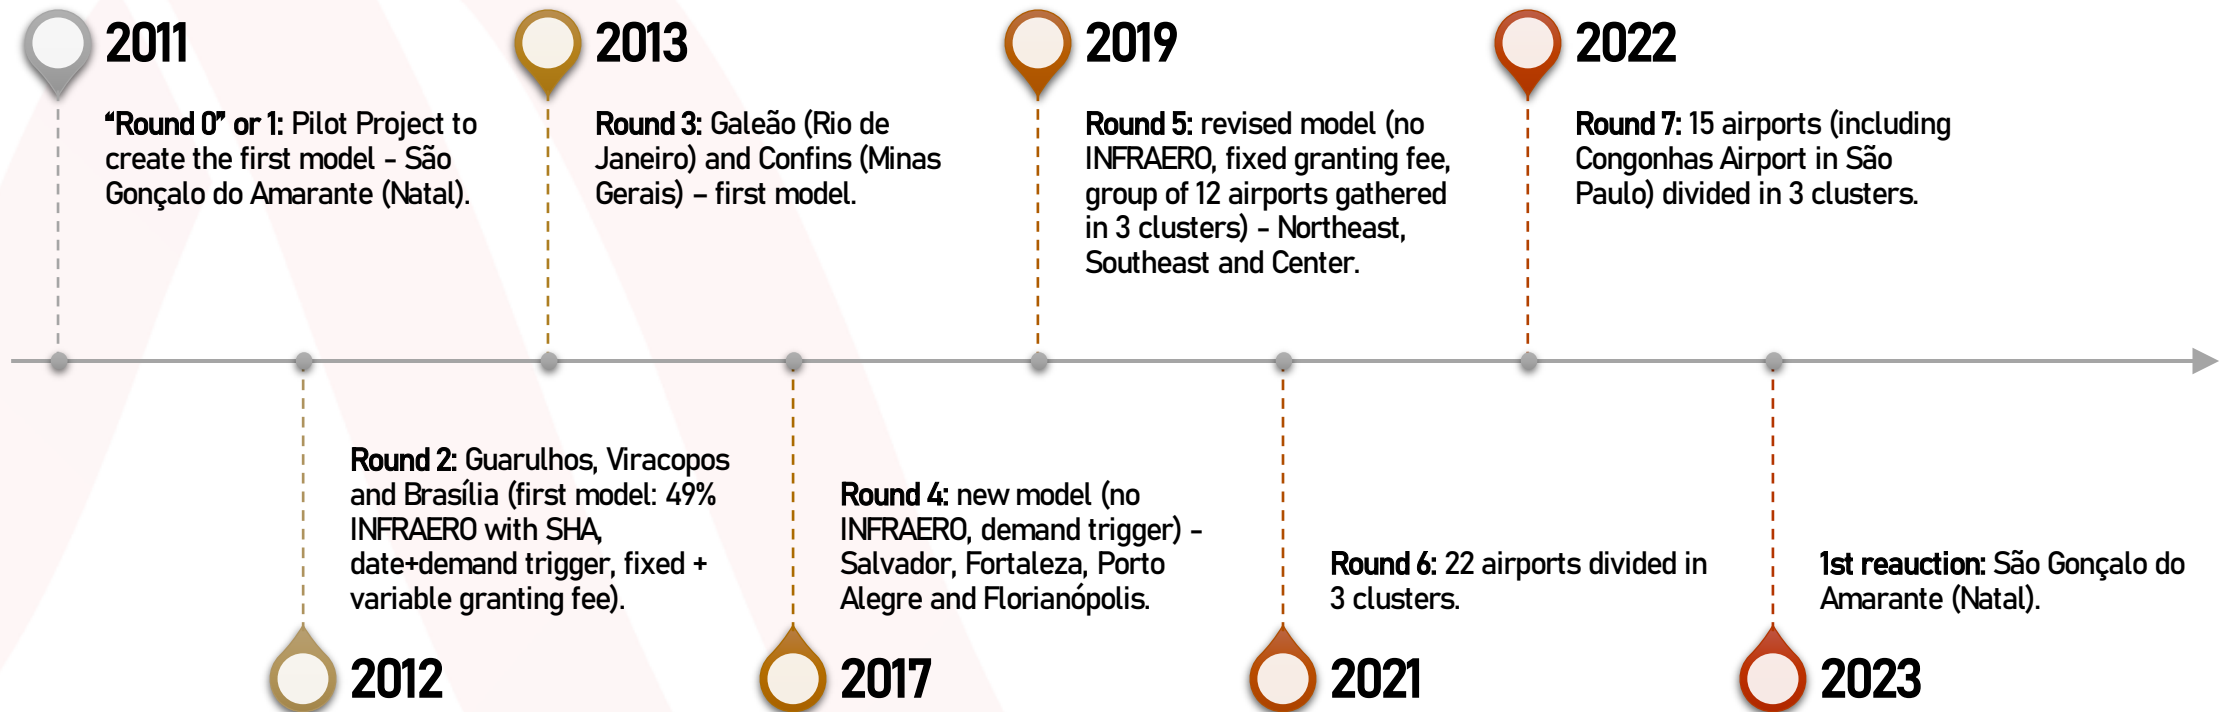 2011
“Round 0” or 1: Pilot Project to
create the first model - São
Gonçalo do Amarante (Natal).
2012
Round 2: Guarulhos, Viracopos
and Brasília (first model: 49%
INFRAERO with SHA,
date+demand trigger, fixed +
variable granting fee).
2013
Round 3: Galeão (Rio de
Janeiro) and Confins (Minas
Gerais) – first model.
2017
Round 4: new model (no
INFRAERO, demand trigger) -
Salvador, Fortaleza, Porto
Alegre and Florianópolis.
2019
Round 5: revised model (no
INFRAERO, fixed granting fee,
group of 12 airports gathered
in 3 clusters) - Northeast,
Southeast and Center.
2021
Round 6: 22 airports divided in
3 clusters.
2022
Round 7: 15 airports (including
Congonhas Airport in São
Paulo) divided in 3 clusters.
2023
1st reauction: São Gonçalo do
Amarante (Natal).